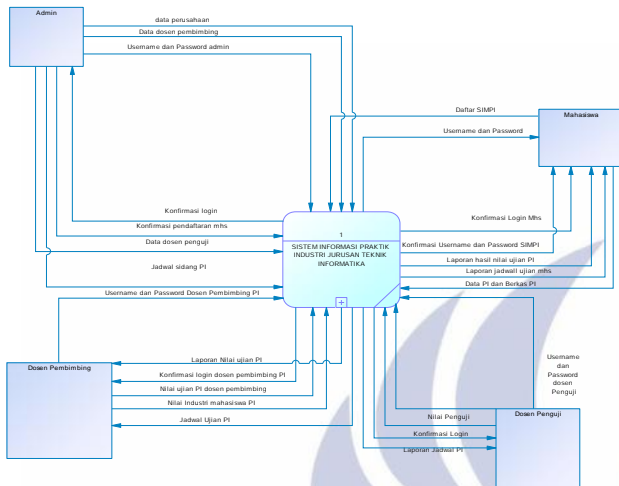 Admin
data perusahaan
Data dosen pembimbing
Username dan Password admin
Daftar SIMPI
Mahasiswa
Username dan Password
Konfirmasi login
Konfirmasi pendaftaran mhs
Data dosen penguji
Jadwal sidang PI
Username dan Password Dosen Pembimbing PI
1
SISTEM INFORMASI PRAKTIK
INDUSTRI JURUSAN TEKNIK
INFORMATIKA
Konfirmasi Login Mhs
Konfirmasi Username dan Password SIMPI
Laporan hasil nilai ujian PI
Laporan jadwall ujian mhs
Data PI dan Berkas PI
Dosen Pembimbing
Laporan Nilai ujian PI
Konfirmasi login dosen pembimbing PI
Nilai ujian PI dosen pembimbing
Nilai Industri mahasiswa PI
Jadwal Ujian PI
Username
dan
Password
dosen
Penguji
Dosen Penguji
Nilai Penguji
Konfirmasi Login
Laporan Jadwal PI